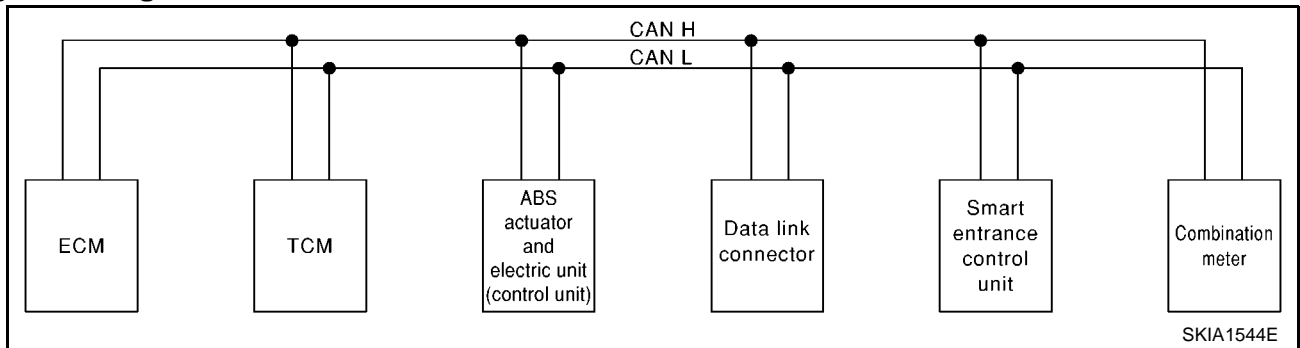 CAN H
CAN L
ECM
TCM
ABS
actuator
and
electric unit
(control unit)
Data link
connector
Smart
entrance
control
unit
Combination
meter
SKIA1544E